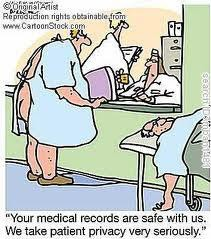 © Original Artist
Reproduction rights obtainable from
www.CartoonStock.com
"Your medical records are safe with us.
We take patient privacy very seriously."